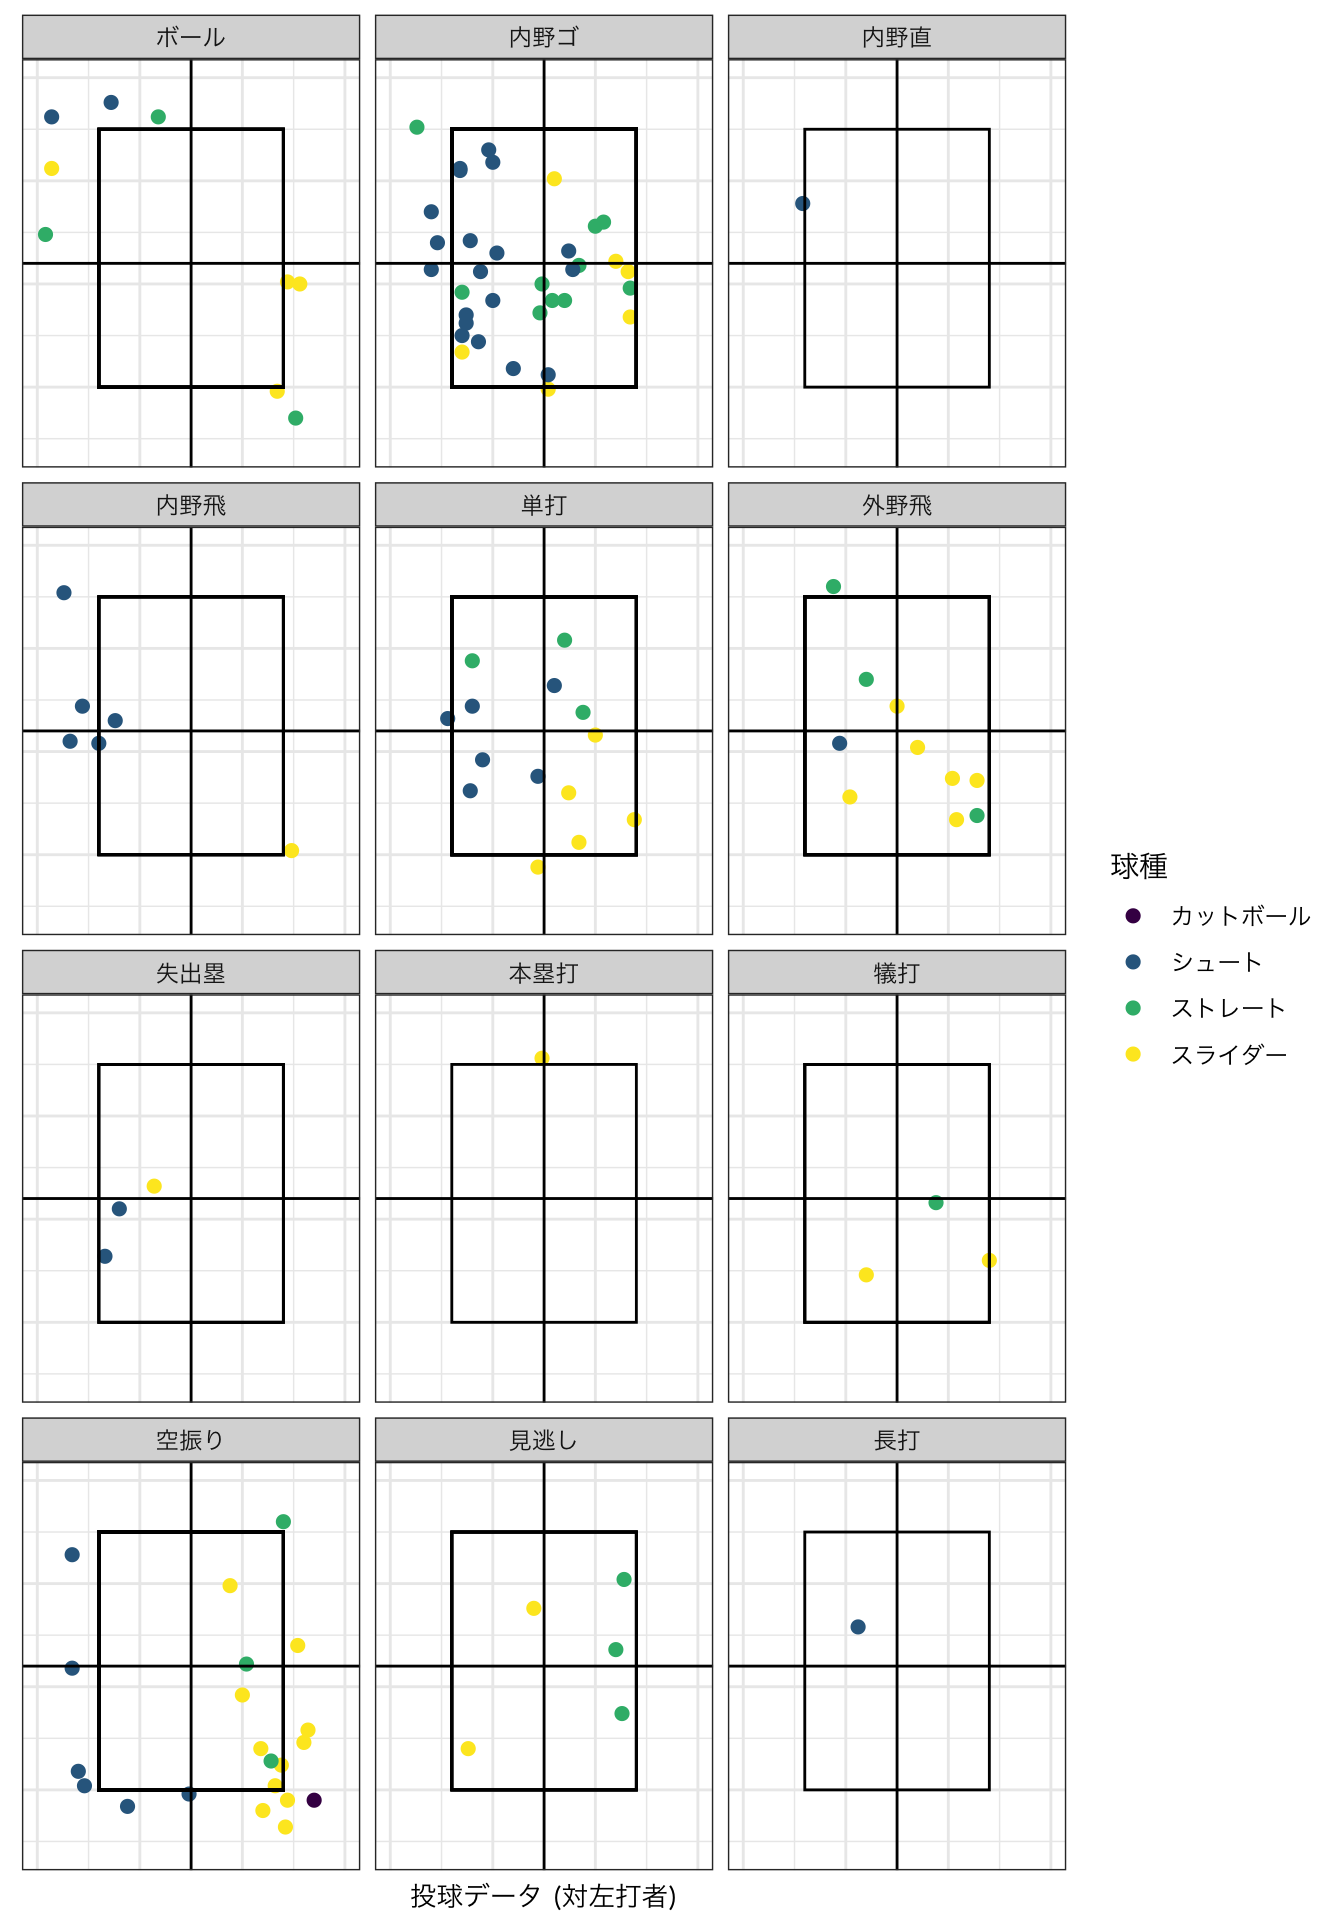 ボール
内野ゴ
内野直
内野飛
単打
外野飛
失出塁
本塁打
犠打
空振り
見逃し
長打
球種
カットボール
シュート
ストレート
スライダー
投球データ (対左打者)